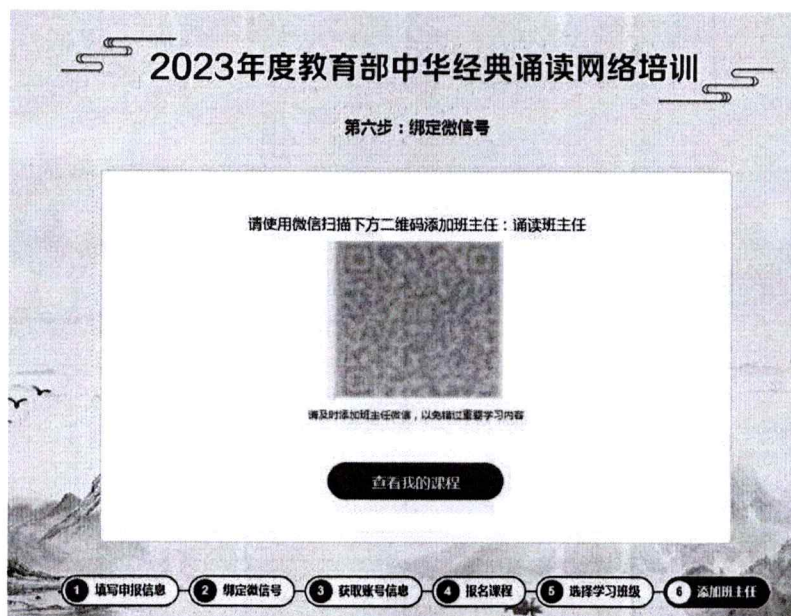 2023年度教育部中华经典诵读网络培训
第六步：绑定微信号
请使用微信扫描下方二维码添加班主任：诵读班主任
请及时添加班主任微信，以免错过重要学习内容
查看我的课程
1 填写申报信息
2 绑定微信号
3 获取账号信息
4 报名课程
5 选择学习班级
6 添加班主任